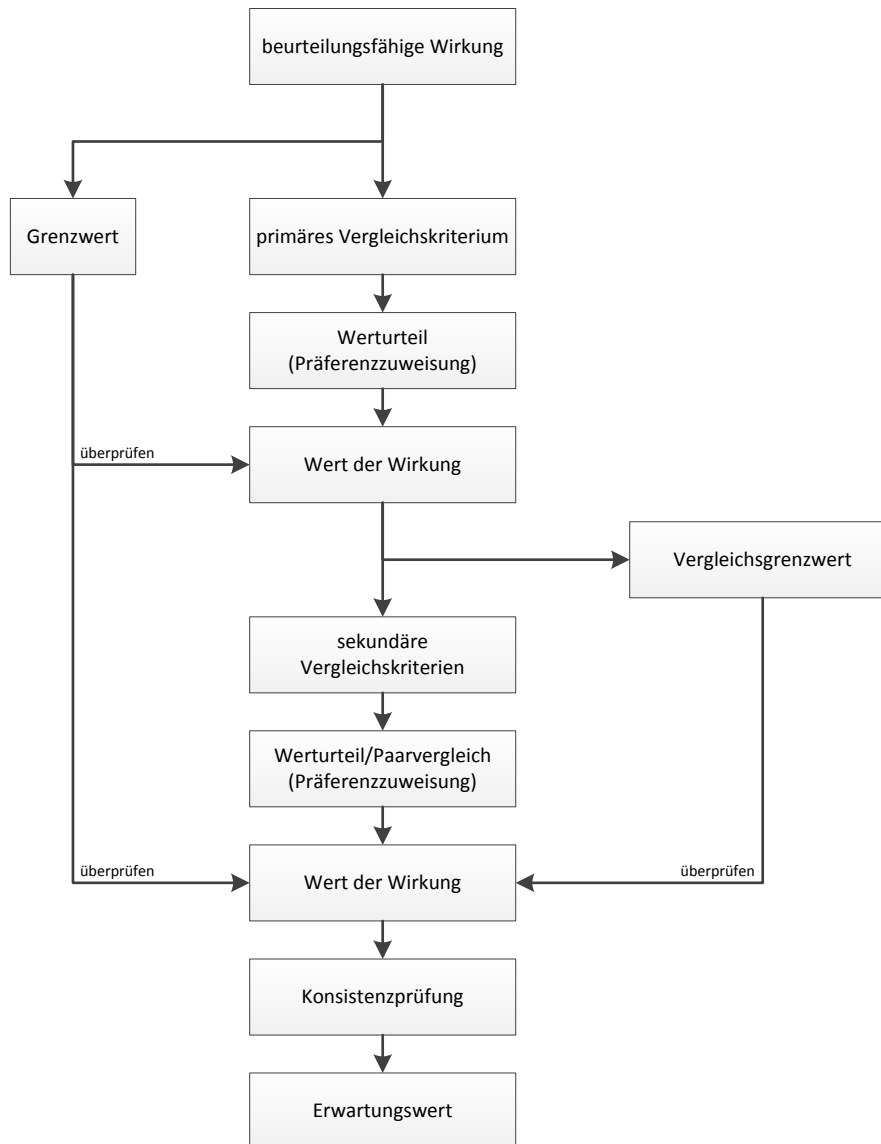 beurteilungsfähige Wirkung
Grenzwert
primäres Vergleichskriterium
Werturteil
(Präferenzzuweisung)
überprüfen
Wert der Wirkung
Vergleichsgrenzwert
sekundäre
Vergleichskriterien
Werturteil/Paarvergleich
(Präferenzzuweisung)
überprüfen
Wert der Wirkung
überprüfen
Konsistenzprüfung
Erwartungswert